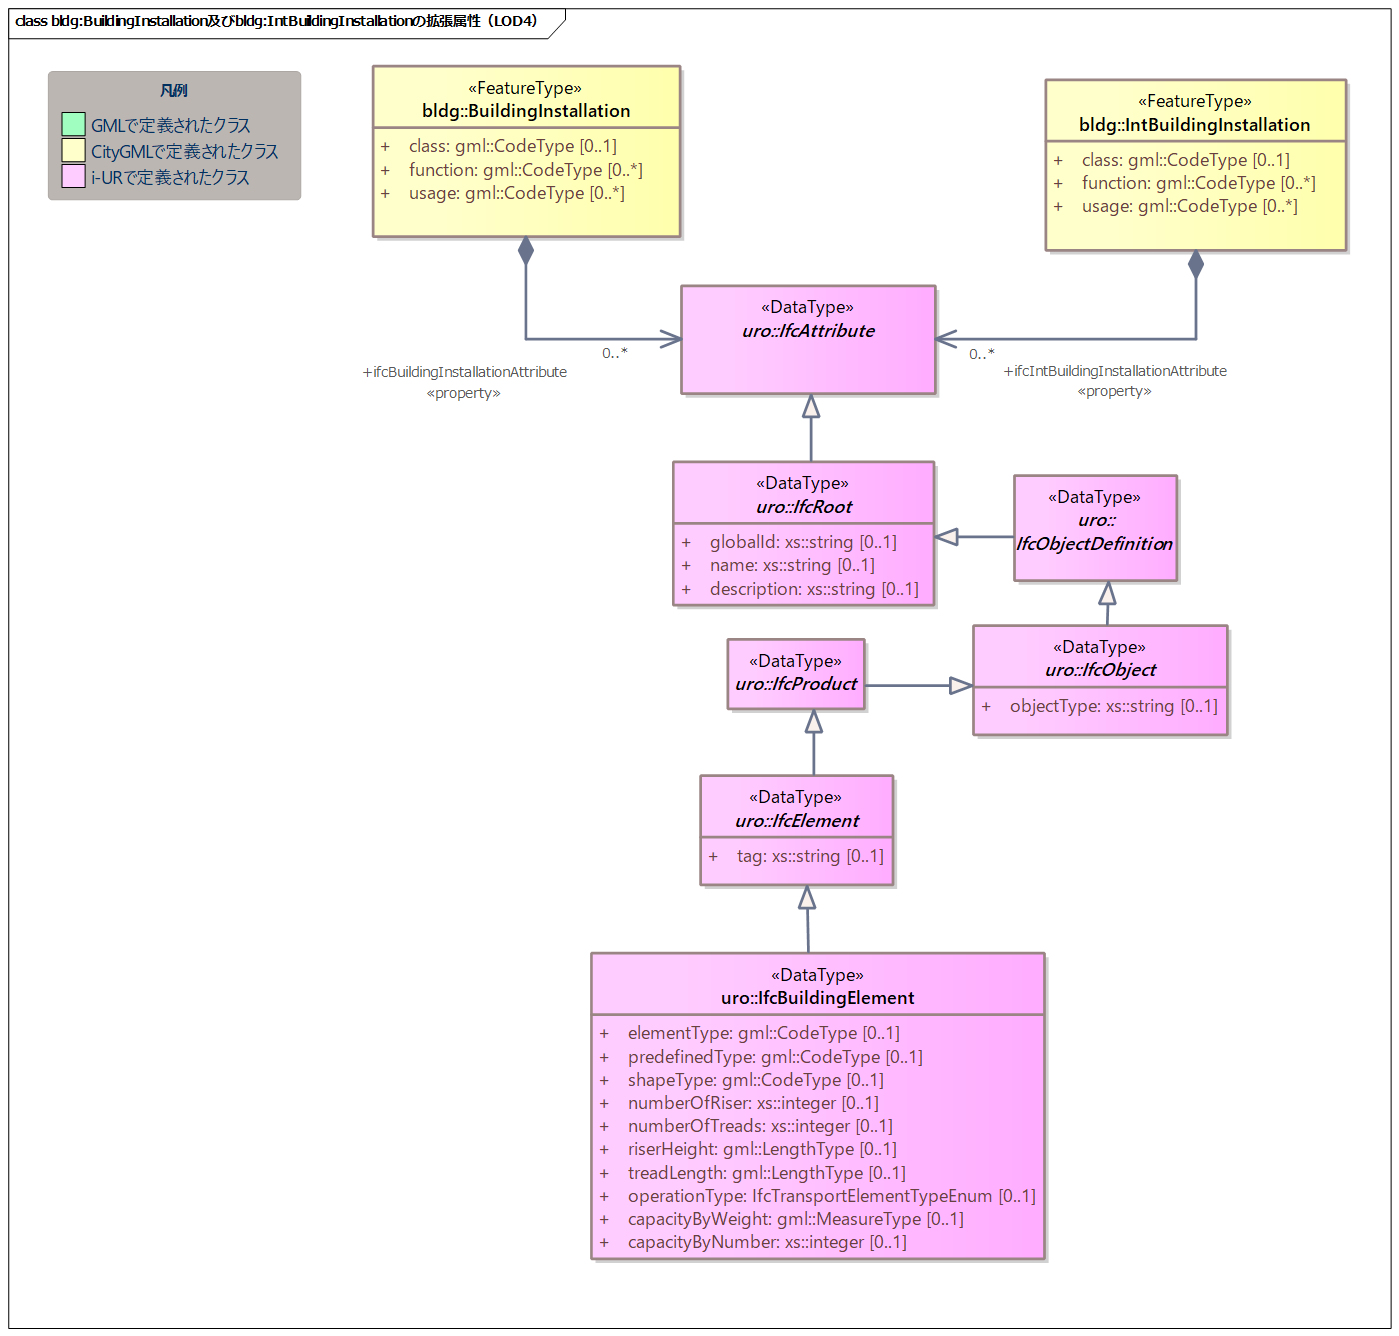 class bldg:BuildingInstallation及びbldg:IntBuildingInstallationの拡張属性（LOD4）
凡例
GMLで定義されたクラス
CityGMLで定義されたクラス
i-URで定義されたクラス
«FeatureType»
bldg::BuildingInstallation
+ class: gml::CodeType [0..1]
+ function: gml::CodeType [0..*]
+ usage: gml::CodeType [0..*]
«FeatureType»
bldg::IntBuildingInstallation
+ class: gml::CodeType [0..1]
+ function: gml::CodeType [0..*]
+ usage: gml::CodeType [0..*]
«DataType»
uro::IfcAttribute
0..*
+ifcBuildingInstallationAttribute
«property»
0..*
+ifcIntBuildingInstallationAttribute
«property»
«DataType»
uro::IfcRoot
+ globalId: xs::string [0..1]
+ name: xs::string [0..1]
+ description: xs::string [0..1]
«DataType»
uro::
IfcObjectDefinition
«DataType»
uro::IfcProduct
«DataType»
uro::IfcObject
+ objectType: xs::string [0..1]
«DataType»
uro::IfcElement
+ tag: xs::string [0..1]
«DataType»
uro::IfcBuildingElement
+ elementType: gml::CodeType [0..1]
+ predefinedType: gml::CodeType [0..1]
+ shapeType: gml::CodeType [0..1]
+ numberOfRiser: xs::integer [0..1]
+ numberOfTreads: xs::integer [0..1]
+ riserHeight: gml::LengthType [0..1]
+ treadLength: gml::LengthType [0..1]
+ operationType: IfcTransportElementTypeEnum [0..1]
+ capacityByWeight: gml::MeasureType [0..1]
+ capacityByNumber: xs::integer [0..1]